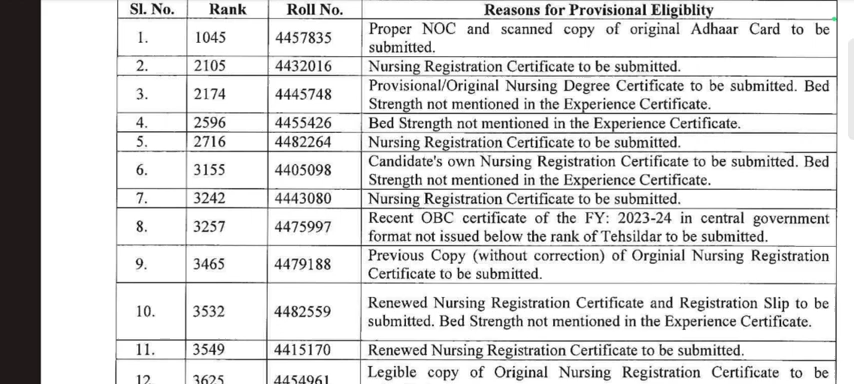 Sl. No. Rank Roll No. Reasons for Provisional Eligiblity
1. 1045 4457835 Proper NOC and scanned copy of original Adhaar Card to be
submitted.
2. 2105 4432016 Nursing Registration Certificate to be submitted.
3. 2174 4445748 Provisional/Original Nursing Degree Certificate to be submitted. Bed
Strength not mentioned in the Experience Certificate.
4. 2596 4455426 Bed Strength not mentioned in the Experience Certificate.
5. 2716 4482264 Nursing Registration Certificate to be submitted.
6. 3155 4405098 Candidate's own Nursing Registration Certificate to be submitted. Bed
Strength not mentioned in the Experience Certificate.
7. 3242 4443080 Nursing Registration Certificate to be submitted.
8. 3257 4475997 Recent OBC certificate of the FY: 2023-24 in central government
format not issued below the rank of Tehsildar to be submitted.
9. 3465 4479188 Previous Copy (without correction) of Orginial Nursing Registration
Certificate to be submitted.
10. 3532 4482559 Renewed Nursing Registration Certificate and Registration Slip to be
submitted. Bed Strength not mentioned in the Experience Certificate.
11. 3549 4415170 Renewed Nursing Registration Certificate to be submitted.
12. 3625 4454961 Legible copy of Original Nursing Registration Certificate to be